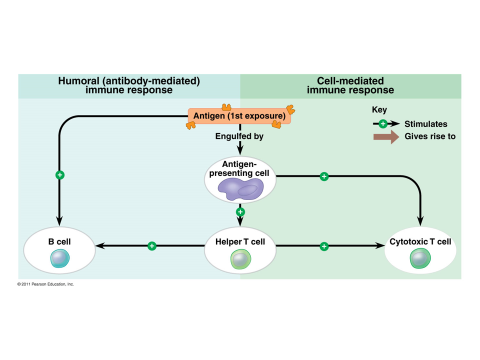 Humoral (antibody-mediated)
immune response
Cell-mediated
immune response
Antigen (1st exposure)
Engulfed by
Key
+
Stimulates
Gives rise to
Antigen-
presenting cell
+
+
+
B cell
+
Helper T cell
+
Cytotoxic T cell
© 2011 Pearson Education, Inc.